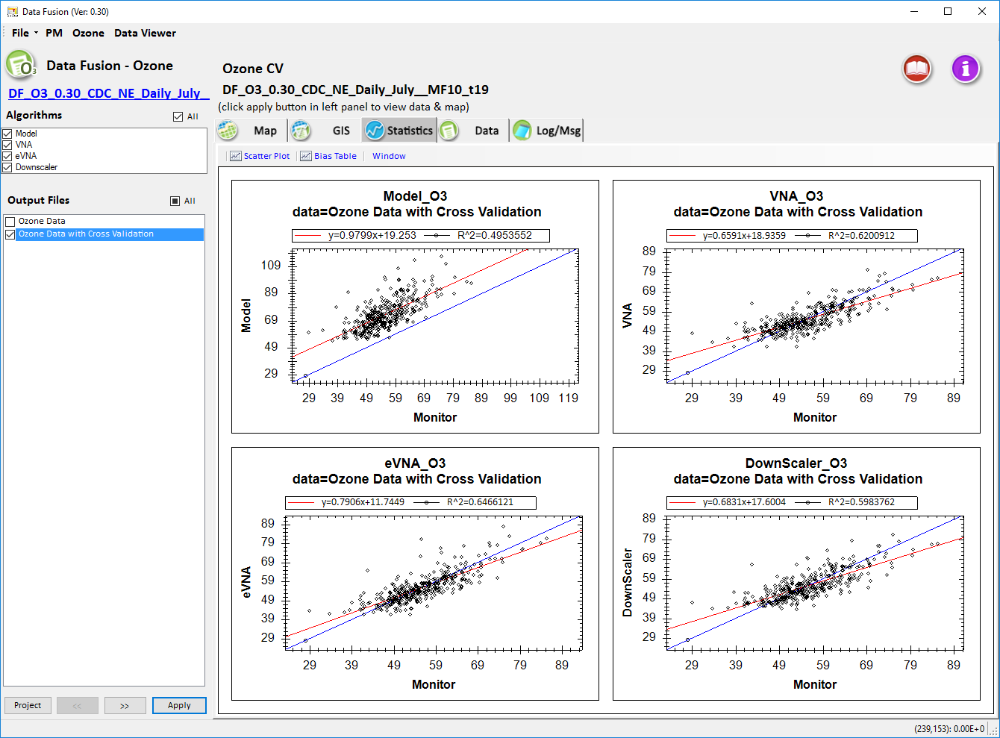 Data Fusion (Ver: 0.30)
File PM Ozone Data Viewer
O3 Data Fusion - Ozone
DF_O3_0.30_CDC_NE_Daily_July__
Algorithms
All
Model
VNA
eVNA
Downscaler
Output Files
All
Ozone Data
Ozone Data with Cross Validation
Project << >> Apply
Ozone CV
DF_O3_0.30_CDC_NE_Daily_July__MF10_t19
(click apply button in left panel to view data & map)
Map GIS Statistics Data Log/Msg
Scatter Plot Bias Table Window
Model_O3
data=Ozone Data with Cross Validation
y=0.9799x+19.253 R^2=0.4953552
109
89
69
49
29
Model
29 39 49 59 69 79 89 99 109 119
Monitor
VNA_O3
data=Ozone Data with Cross Validation
y=0.6591x+18.9359 R^2=0.6200912
89
79
69
59
49
39
29
VNA
29 39 49 59 69 79 89
Monitor
eVNA_O3
data=Ozone Data with Cross Validation
y=0.7906x+11.7449 R^2=0.6466121
89
79
69
59
49
39
29
eVNA
29 39 49 59 69 79 89
Monitor
DownScaler_O3
data=Ozone Data with Cross Validation
y=0.6831x+17.6004 R^2=0.5983762
89
79
69
59
49
39
29
DownScaler
29 39 49 59 69 79 89
Monitor
(239,153): 0.00E+0